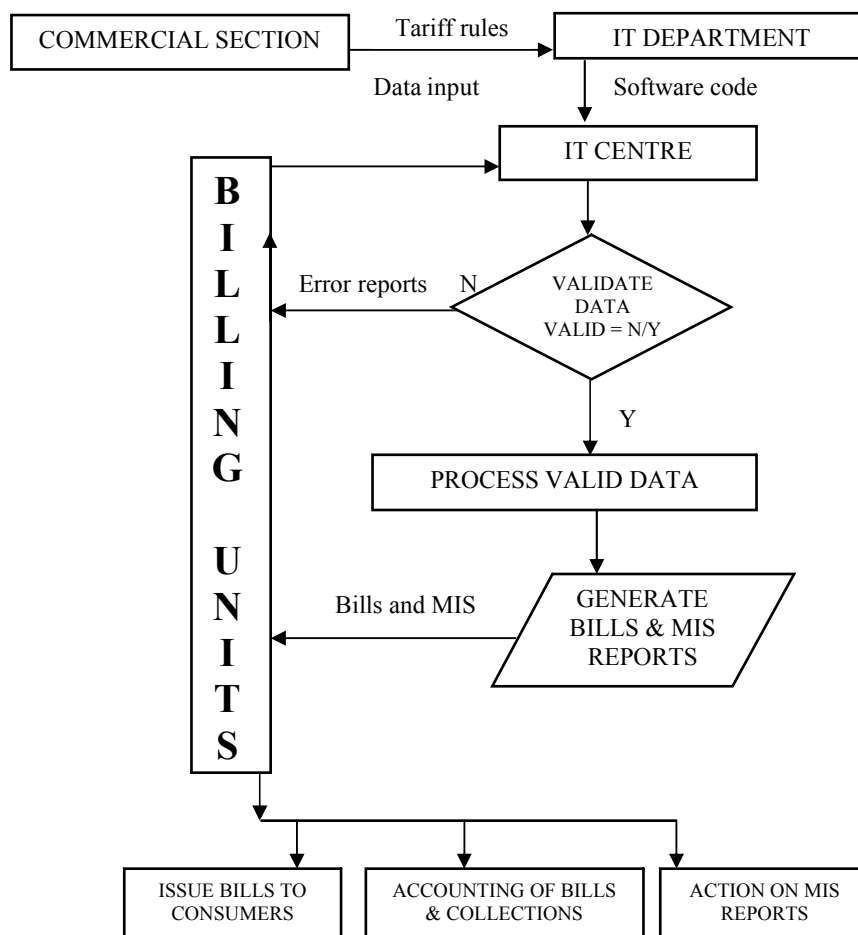 COMMERCIAL SECTION
Tariff rules
IT DEPARTMENT
Data input
Software code
IT CENTRE
BILLING UNITS
Error reports
N
VALIDATE
DATA
VALID = N/Y
Y
PROCESS VALID DATA
Bills and MIS
GENERATE
BILLS & MIS
REPORTS
ISSUE BILLS TO
CONSUMERS
ACCOUNTING OF BILLS
& COLLECTIONS
ACTION ON MIS
REPORTS